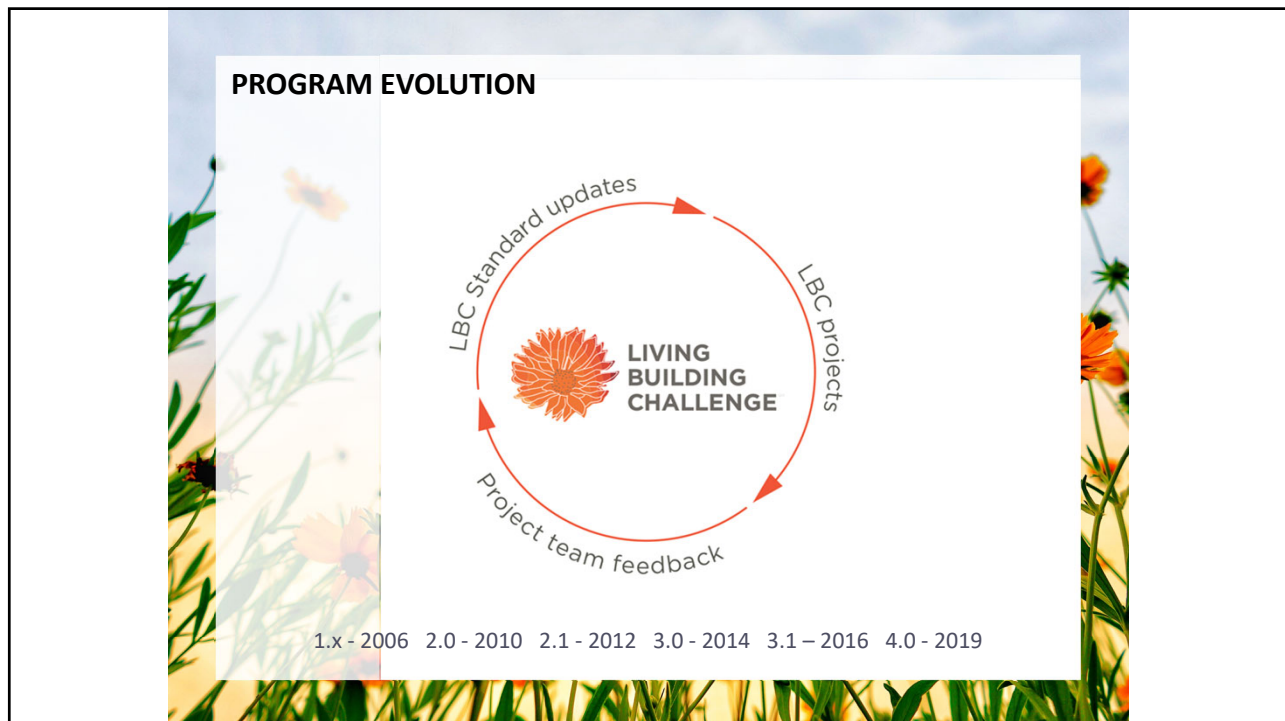 PROGRAM EVOLUTION
LBC Standard updates
LBC projects
LIVING
BUILDING
CHALLENGE
Project team feedback
1.x - 2006 2.0 - 2010 2.1 - 2012 3.0 - 2014 3.1 – 2016 4.0 - 2019